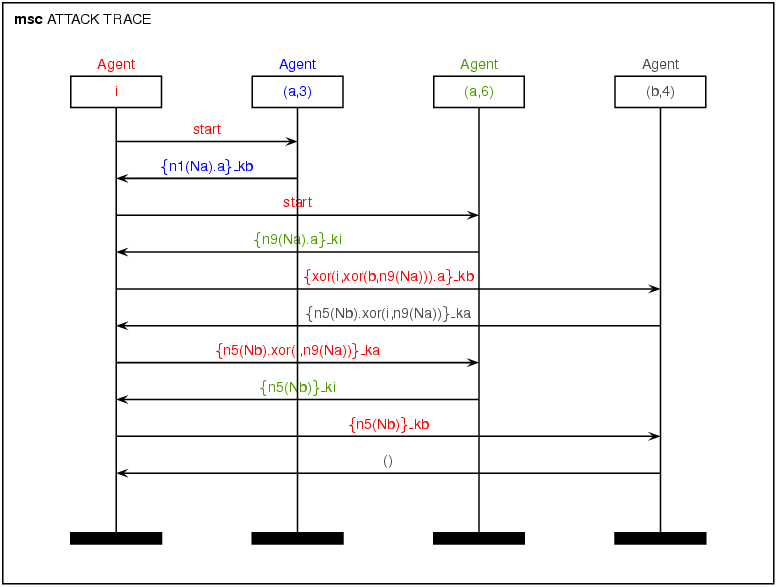 msc ATTACK TRACE
Agent Agent Agent Agent
i (a,3) (a,6) (b,4)
start
{n1(Na).a}_kb
start
{n9(Na).a}_ki
{xor(i,xor(b,n9(Na))).a}_kb
{n5(Nb).xor(i,n9(Na))}_ka
{n5(Nb).xor(i,n9(Na))}_ka
{n5(Nb)}_ki
{n5(Nb)}_kb
()